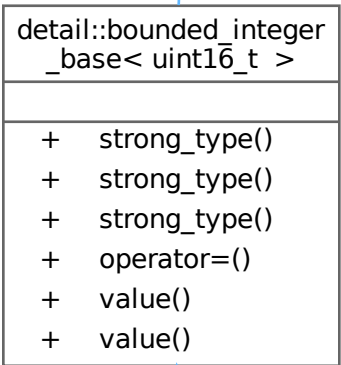 detail::bounded_integer
_base< uint16_t >
+ strong_type()
+ strong_type()
+ strong_type()
+ operator=()
+ value()
+ value()